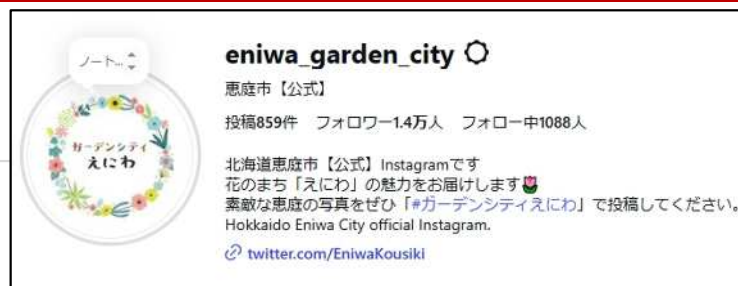 ノート...
ガーデンシティ
えにわ
eniwa_garden_city
恵庭市【公式】
投稿859件 フォロワー1.4万人 フォロー中1088人
北海道恵庭市【公式】Instagramです
花のまち「えにわ」の魅力をお届けします🌷
素敵な恵庭の写真をぜひ「#ガーデンシティえにわ」で投稿してください。
Hokkaido Eniwa City official Instagram.
twitter.com/EniwaKousiki